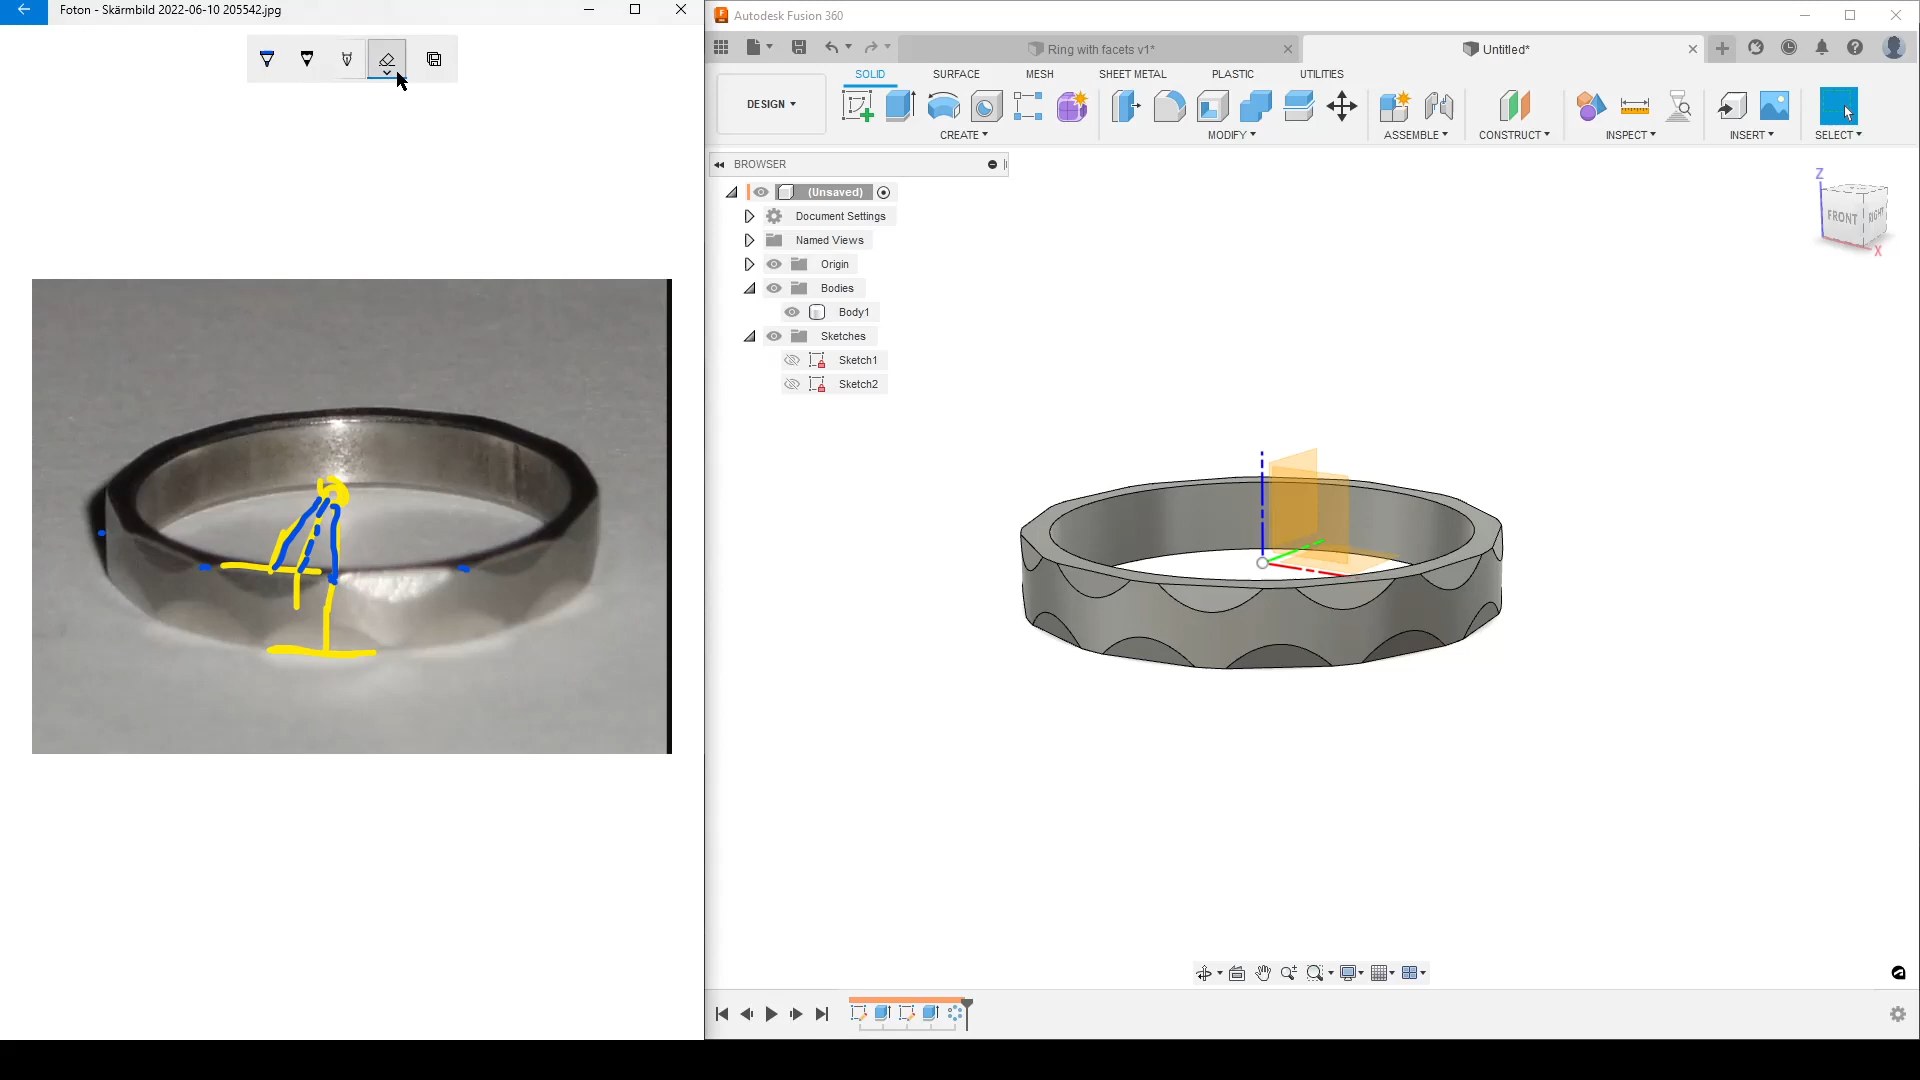 Foton - Skärmbild 2022-06-10 205542.jpg
Autodesk Fusion 360
Ring with facets v1*
Untitled*
SOLID SURFACE MESH SHEET METAL PLASTIC UTILITIES
DESIGN
CREATE MODIFY ASSEMBLE CONSTRUCT INSPECT INSERT SELECT
BROWSER
(Unsaved)
Document Settings
Named Views
Origin
Bodies
Body1
Sketches
Sketch1
Sketch2
Z
FRONT RIGHT
X